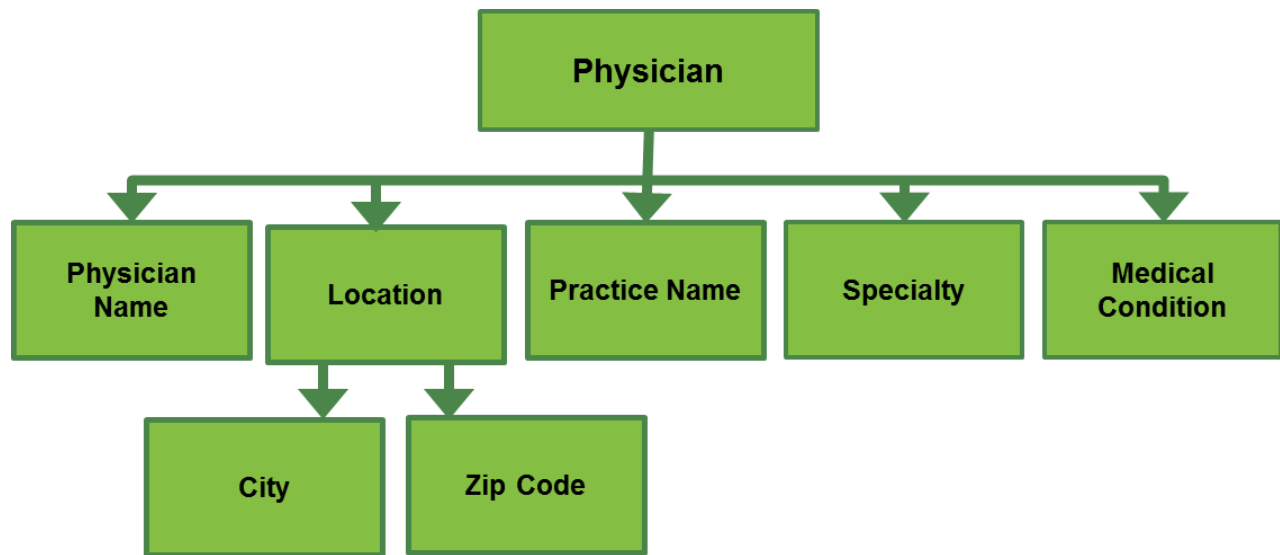 Physician
Physician
Name
Location
Practice Name
Specialty
Medical
Condition
City
Zip Code